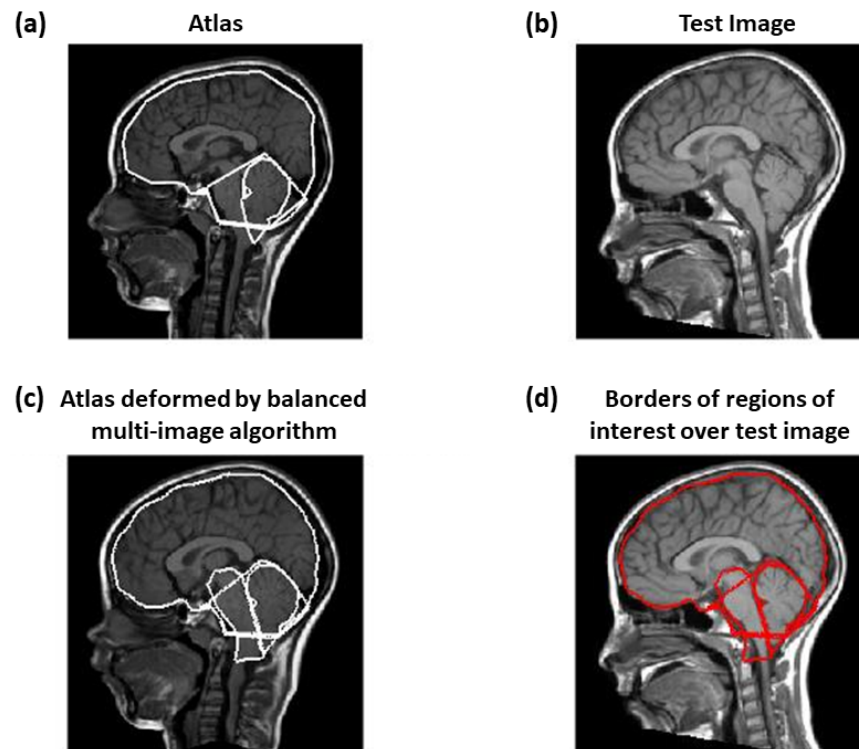 (a) Atlas
(b) Test Image
(c) Atlas deformed by balanced
multi-image algorithm
(d) Borders of regions of
interest over test image